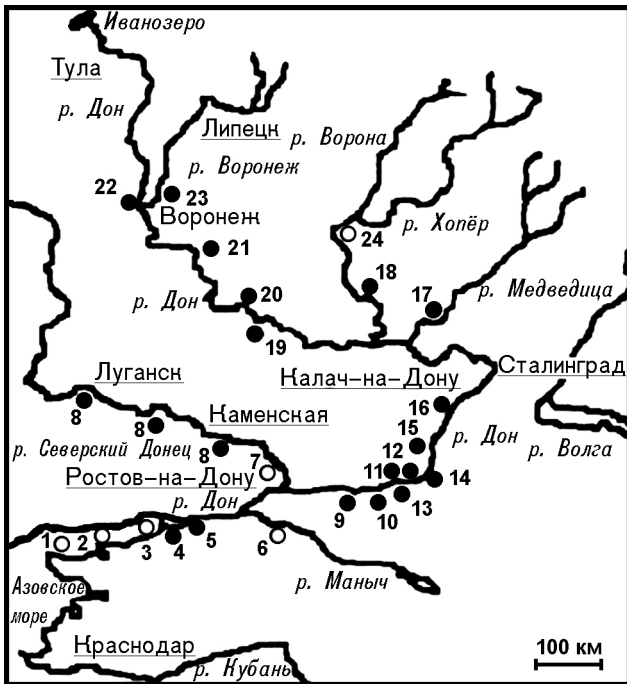 Иванозеро
Тула
р. Дон
Липецк
р. Ворона
р. Воронеж
22
23
Воронеж
р. Хопёр
24
21
18
17
р. Медведица
20
р. Дон
19
Луганск
Калач-на-Дону
Сталинград
8
8
Каменская
16
15
р. Дон
р. Волга
р. Северский Донец
8
7
12
11
14
Ростов-на-Дону
р. Дон
9
10
13
1
2
3
4
5
6
р. Маныч
Азовское
море
Краснодар
р. Кубань
100 км